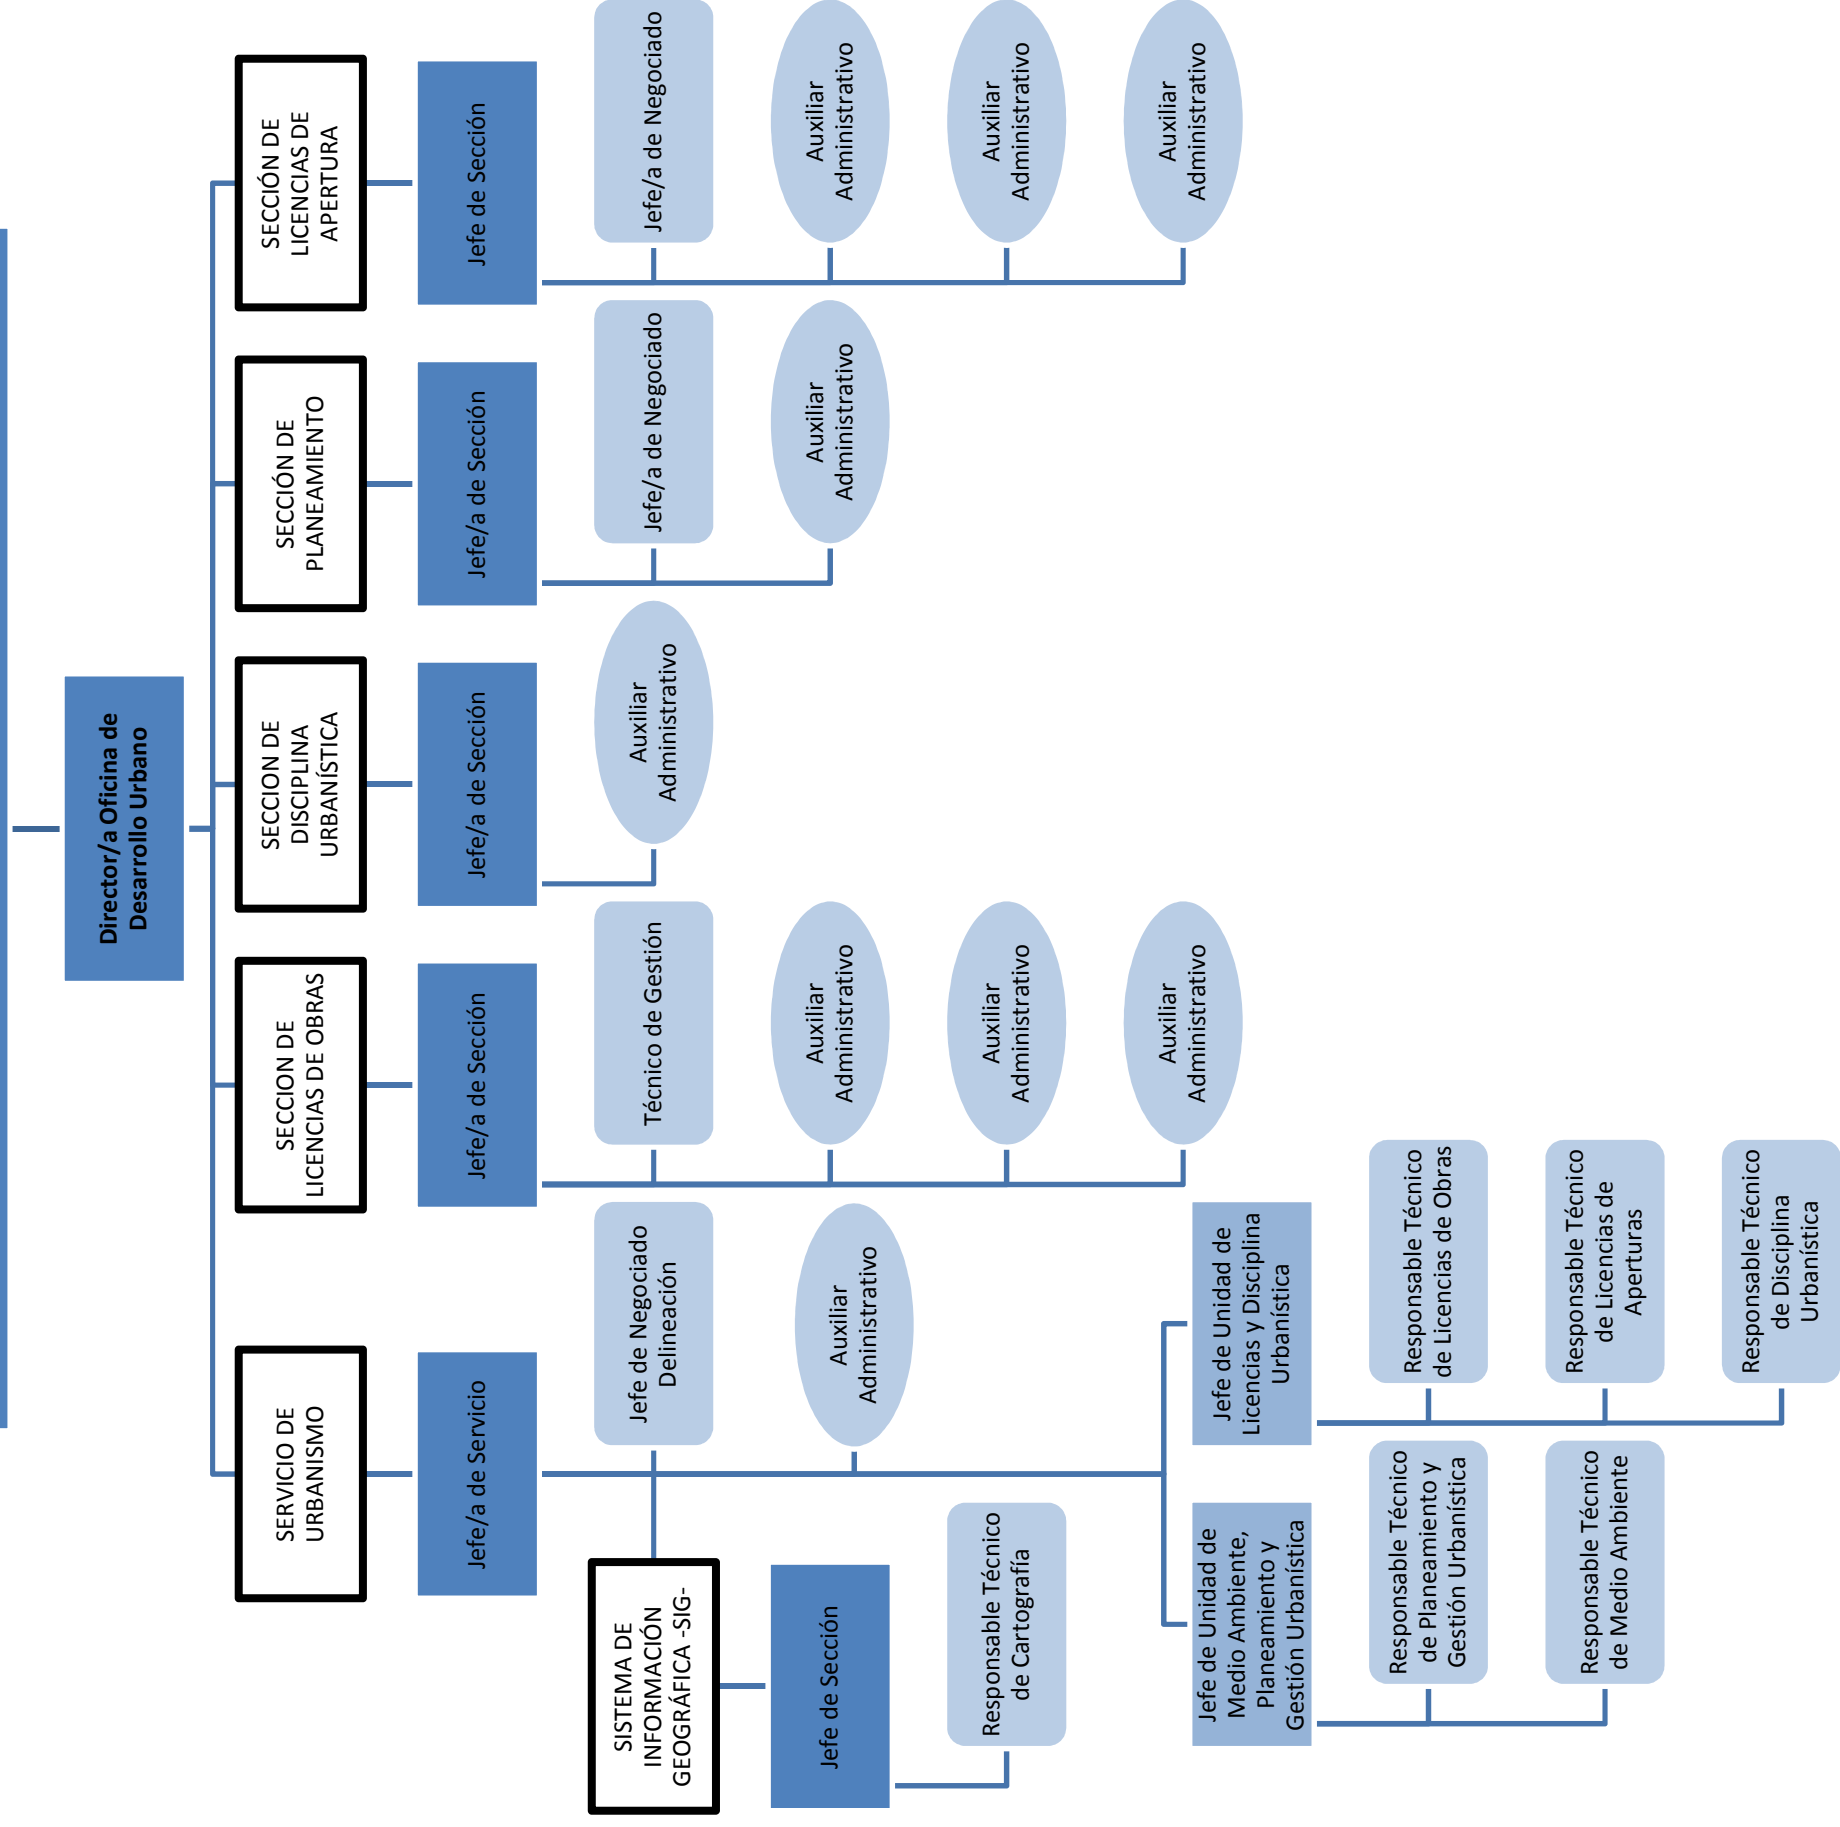 Director/a Oficina de
Desarrollo Urbano
SERVICIO DE
URBANISMO
Jefe/a de Servicio
SISTEMA DE
INFORMACIÓN
GEOGRÁFICA -SIG-
Jefe de Sección
Responsable Técnico
de Cartografía
Jefe de Negociado
Delineación
Auxiliar
Administrativo
Jefe de Unidad de
Medio Ambiente,
Planeamiento y
Gestión Urbanística
Responsable Técnico
de Planeamiento y
Gestión Urbanística
Responsable Técnico
de Medio Ambiente
Jefe de Unidad de
Licencias y Disciplina
Urbanística
Responsable Técnico
de Licencias de Obras
Responsable Técnico
de Licencias de
Aperturas
Responsable Técnico
de Disciplina
Urbanística
SECCION DE
LICENCIAS DE OBRAS
Jefe/a de Sección
Técnico de Gestión
Auxiliar
Administrativo
Auxiliar
Administrativo
Auxiliar
Administrativo
SECCION DE
DISCIPLINA
URBANÍSTICA
Jefe/a de Sección
Auxiliar
Administrativo
SECCIÓN DE
PLANEAMIENTO
Jefe/a de Sección
Jefe/a de Negociado
Auxiliar
Administrativo
SECCIÓN DE
LICENCIAS DE
APERTURA
Jefe de Sección
Jefe/a de Negociado
Auxiliar
Administrativo
Auxiliar
Administrativo
Auxiliar
Administrativo